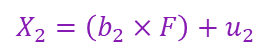 X₂ = (b₂ × F) + u₂